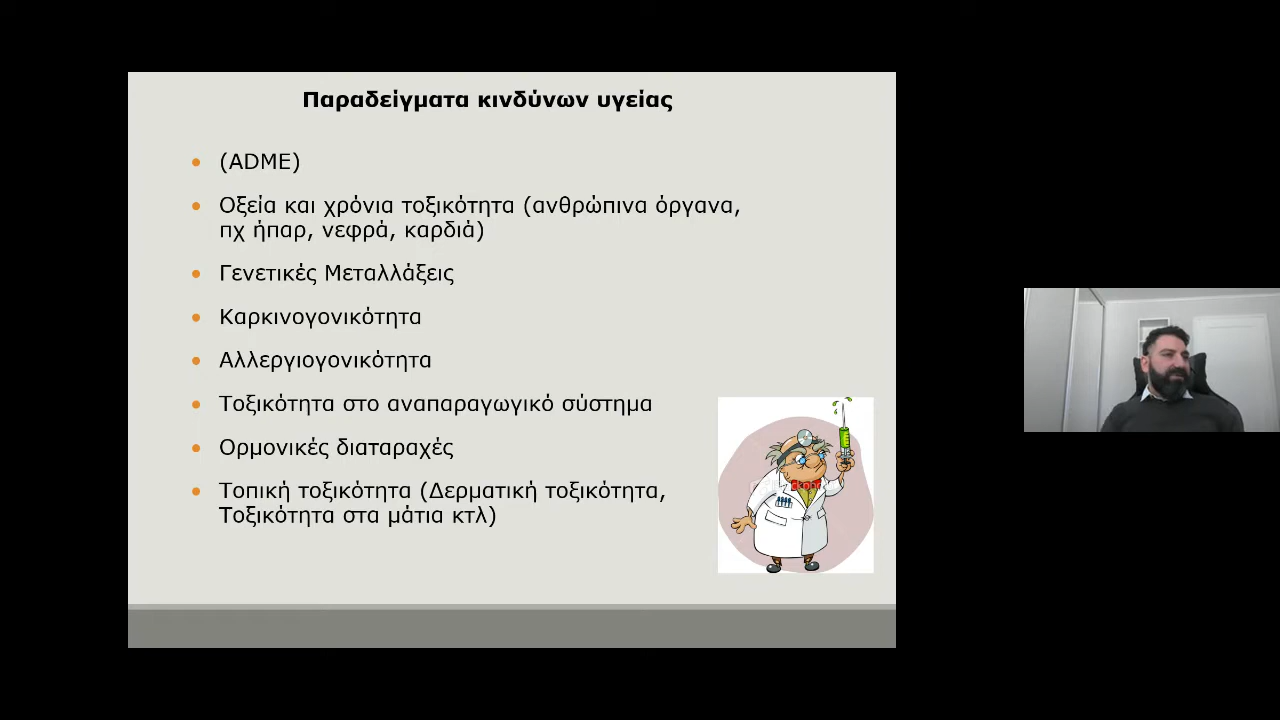 Παραδείγματα κινδύνων υγείας
(ADME)
Οξεία και χρόνια τοξικότητα (ανθρώπινα όργανα,
πχ ήπαρ, νεφρά, καρδιά)
Γενετικές Μεταλλάξεις
Καρκινογονικότητα
Αλλεργιογονικότητα
Τοξικότητα στο αναπαραγωγικό σύστημα
Ορμονικές διαταραχές
Τοπική τοξικότητα (Δερματική τοξικότητα,
Τοξικότητα στα μάτια κτλ)